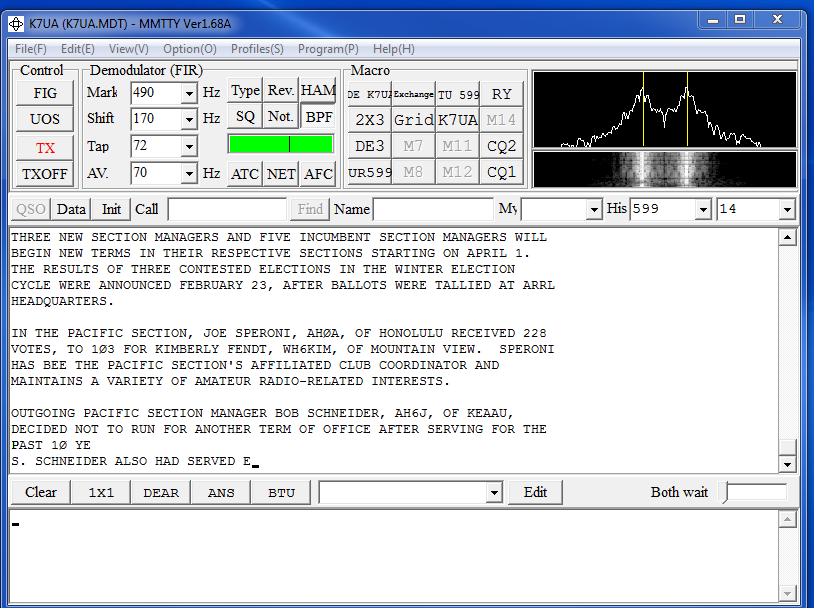 K7UA (K7UA.MDT) - MMTTY Ver1.68A
File(F) Edit(E) View(V) Option(O) Profiles(S) Program(P) Help(H)
Control Demodulator (FIR) Macro
FIG Mark 490 Hz Type Rev. HAM DE K7UA Exchange TU 599 RY
UOS Shift 170 Hz SQ Not. BPF 2X3 Grid K7UA M14
TX Tap 72 DE3 M7 M11 CQ2
TXOFF AV. 70 Hz ATC NET AFC UR599 M8 M12 CQ1
QSO Data Init Call Find Name My His 599 14
THREE NEW SECTION MANAGERS AND FIVE INCUMBENT SECTION MANAGERS WILL
BEGIN NEW TERMS IN THEIR RESPECTIVE SECTIONS STARTING ON APRIL 1.
THE RESULTS OF THREE CONTESTED ELECTIONS IN THE WINTER ELECTION
CYCLE WERE ANNOUNCED FEBRUARY 23, AFTER BALLOTS WERE TALLIED AT ARRL
HEADQUARTERS.
IN THE PACIFIC SECTION, JOE SPERONI, AHØA, OF HONOLULU RECEIVED 228
VOTES, TO 1Ø3 FOR KIMBERLY FENDT, WH6KIM, OF MOUNTAIN VIEW. SPERONI
HAS BEE THE PACIFIC SECTION'S AFFILIATED CLUB COORDINATOR AND
MAINTAINS A VARIETY OF AMATEUR RADIO-RELATED INTERESTS.
OUTGOING PACIFIC SECTION MANAGER BOB SCHNEIDER, AH6J, OF KEAAU,
DECIDED NOT TO RUN FOR ANOTHER TERM OF OFFICE AFTER SERVING FOR THE
PAST 1Ø YE
S. SCHNEIDER ALSO HAD SERVED E
Clear 1X1 DEAR ANS BTU Edit Both wait